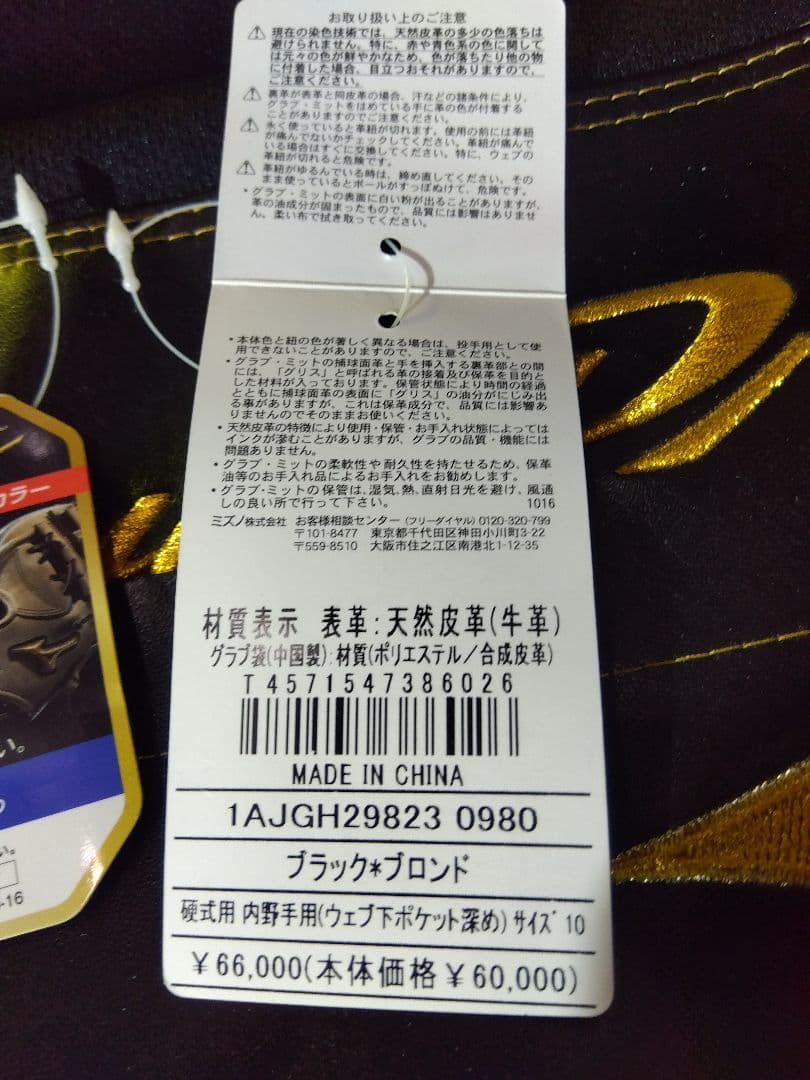 お取り扱い上のご注意
現在の染色技術では、天然皮革の多少の色落ちは
避けられません。特に、赤や青色系の色に関して
は元々の色が鮮やかなため、色が落ちたり他の物
に付着した場合、目立つおそれがありますので、
ご注意ください。
裏革が表革と同皮革の場合、汗などの諸条件により、
グラブ・ミットをはめている手に革の色が付着する
ことがありますのでご注意ください。
永く使っていると革紐が切れます。使用の前には革紐
が痛んでないかチェックしてください。革紐が痛んで
いる場合はすぐに交換してください。特に、ウェブの
革紐が切れると危険です。
革紐がゆるんでいる時は、締め直してください。その
まま使っているとボールがすっぽぬけて、危険です。
*グラブ・ミットの表面に白い粉が出ることがありますが、
革の油成分が固まったもので、品質には影響はありませ
ん。柔い布で拭き取ってください。
*本体色と紐の色が著しく異なる場合は、投手用として使
用できないことがありますので、ご注意ください。
*グラブ・ミットの捕球面革と手を挿入する裏革部との間
には、「グリス」と呼ばれる革の接着及び保革を目的と
した材料が入っております。保管状態により時間の経過
とともに捕球面革の表面に「グリス」の油分がにじみ出
る事がありますが、これは保革成分で、品質には影響あ
りませんのでそのままお使いください。
・天然皮革の特徴により使用・保管・お手入れ状態によっては
インクが滲むことがありますが、グラブの品質・機能には
問題ありません。
・グラブ・ミットの柔軟性や耐久性を持たせるため、保革
油等のお手入れ品によるお手入れをお勧めします。
・グラブ・ミットの保管は、湿気、熱、直射日光を避け、風通
しの良い所で行って下さい。 1016
ミズノ株式会社 お客様相談センター (フリーダイヤル) 0120-320-799
〒101-8477 東京都千代田区神田小川町3-22
〒559-8510 大阪市住之江区南港北1-12-35
材質表示 表革:天然皮革(牛革)
グラブ袋(中国製):材質(ポリエステル/合成皮革)
T 4571547386026
MADE IN CHINA
1AJGH29823 0980
ブラック*ブロンド
硬式用 内野手用(ウェブ下ポケット深め) サイズ 10
￥66,000(本体価格￥60,000)
カラー
い。
-16